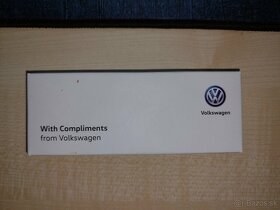 Volkswagen
With Compliments
from Volkswagen
bazos.sk